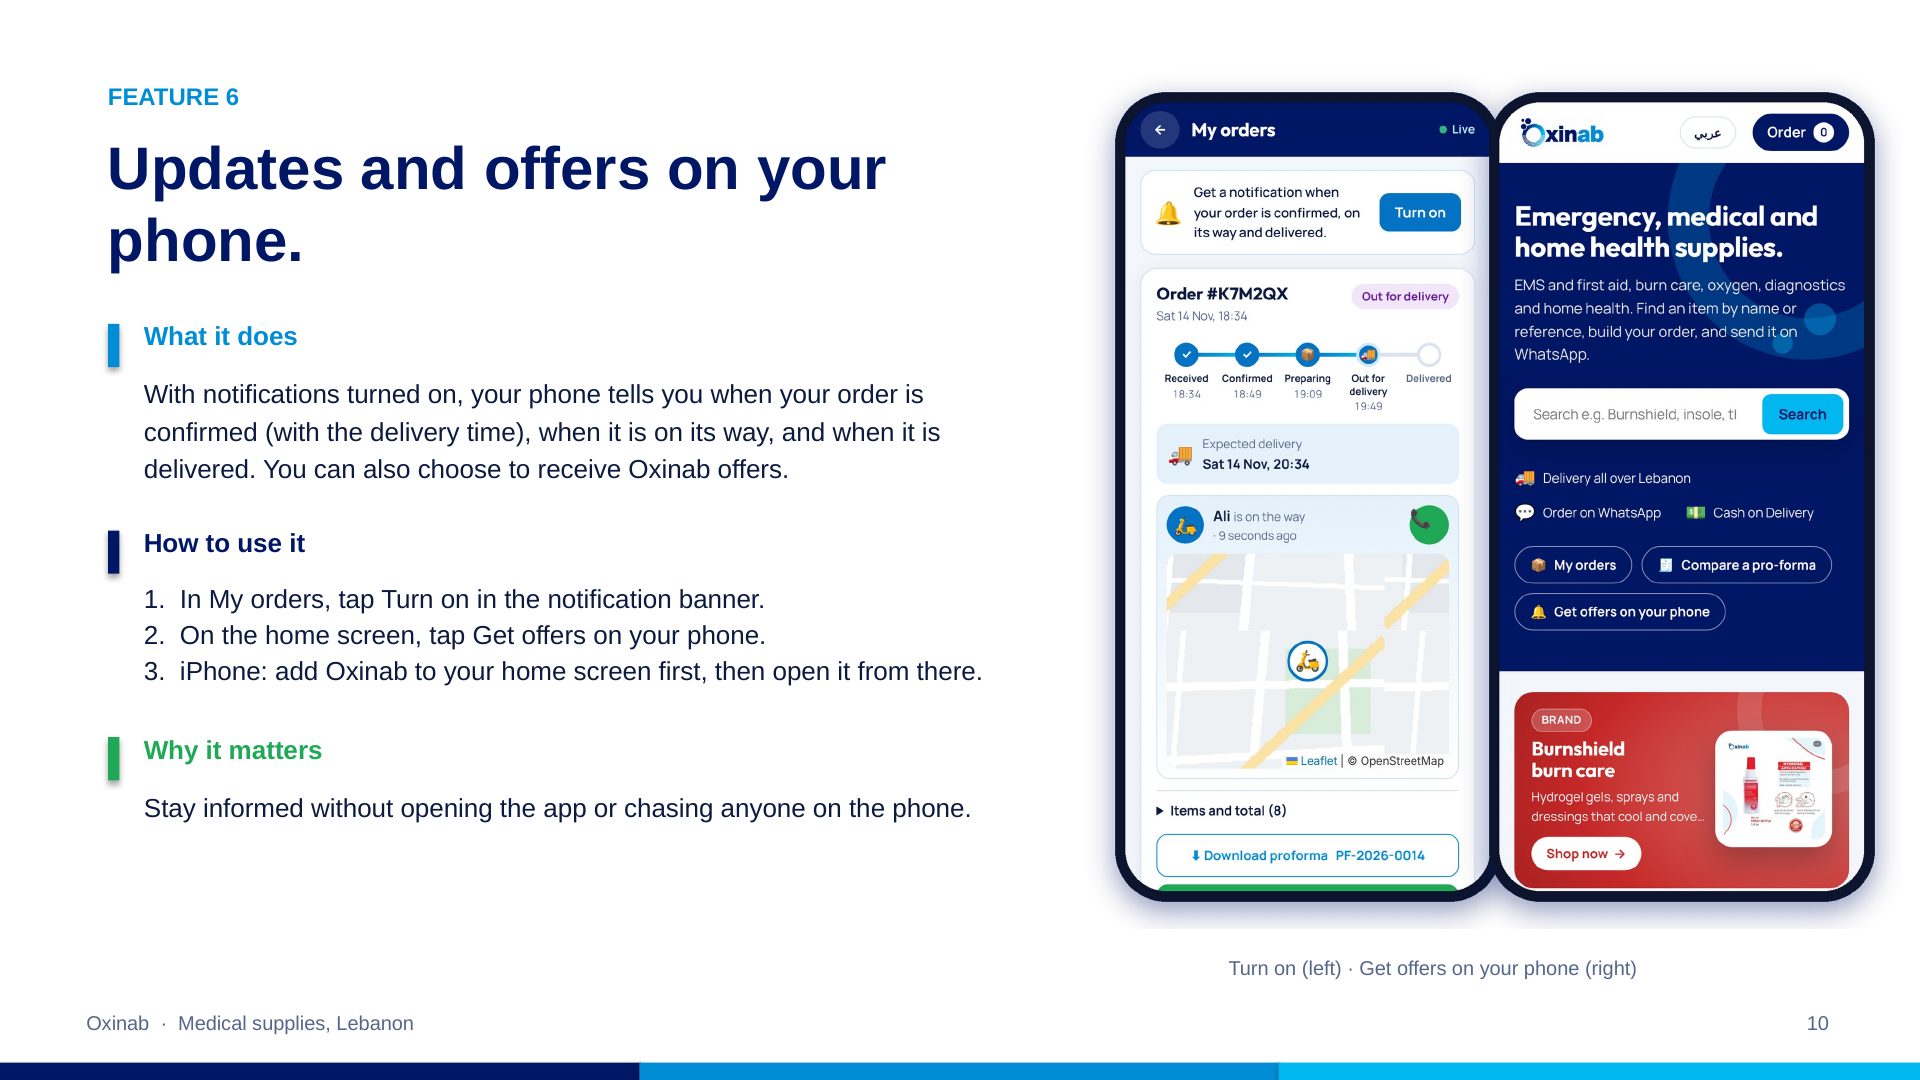 FEATURE 6
Updates and offers on your
phone.
What it does
With notifications turned on, your phone tells you when your order is
confirmed (with the delivery time), when it is on its way, and when it is
delivered. You can also choose to receive Oxinab offers.
How to use it
1. In My orders, tap Turn on in the notification banner.
2. On the home screen, tap Get offers on your phone.
3. iPhone: add Oxinab to your home screen first, then open it from there.
Why it matters
Stay informed without opening the app or chasing anyone on the phone.
My orders
Live
Get a notification when
your order is confirmed, on
its way and delivered.
Turn on
Order #K7M2QX
Out for delivery
Sat 14 Nov, 18:34
Received
Confirmed
Preparing
Out for
delivery
Delivered
18:34
18:49
19:09
19:49
Expected delivery
Sat 14 Nov, 20:34
Ali is on the way
· 9 seconds ago
Leaflet | © OpenStreetMap
Items and total (8)
Download proforma PF-2026-0014
Oxinab
عربي
Order 0
Emergency, medical and
home health supplies.
EMS and first aid, burn care, oxygen, diagnostics
and home health. Find an item by name or
reference, build your order, and send it on
WhatsApp.
Search e.g. Burnshield, insole, tl
Search
Delivery all over Lebanon
Order on WhatsApp
Cash on Delivery
My orders
Compare a pro-forma
Get offers on your phone
BRAND
Burnshield
burn care
Hydrogel gels, sprays and
dressings that cool and cove...
Shop now →
Oxinab
Turn on (left) · Get offers on your phone (right)
Oxinab · Medical supplies, Lebanon
10